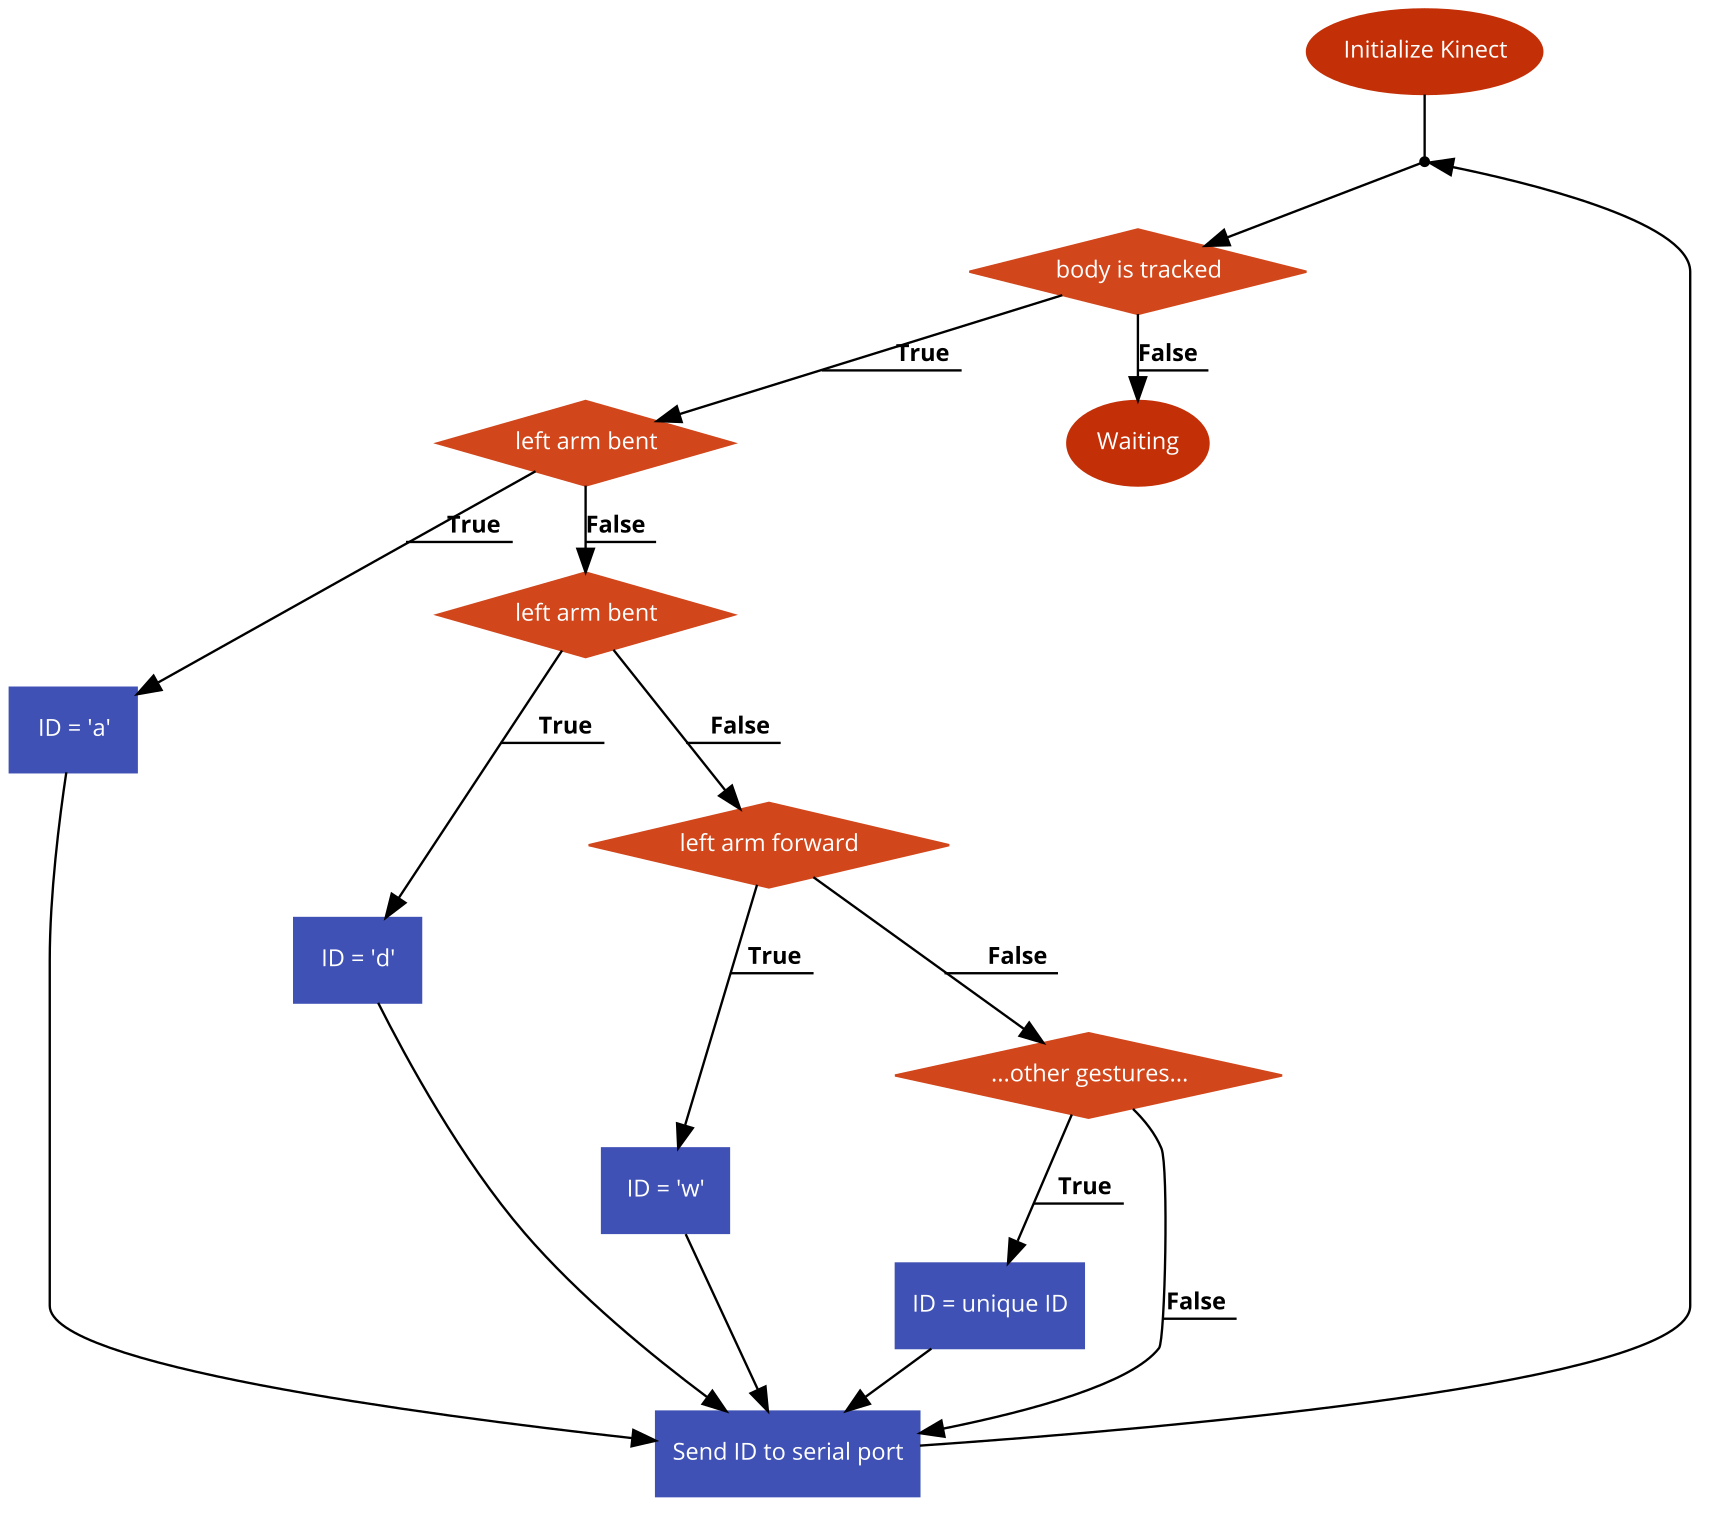 Initialize Kinect
body is tracked
True
False
left arm bent
Waiting
True
False
left arm bent
ID = 'a'
True
False
left arm forward
ID = 'd'
True
False
...other gestures...
ID = 'w'
True
ID = unique ID
False
Send ID to serial port